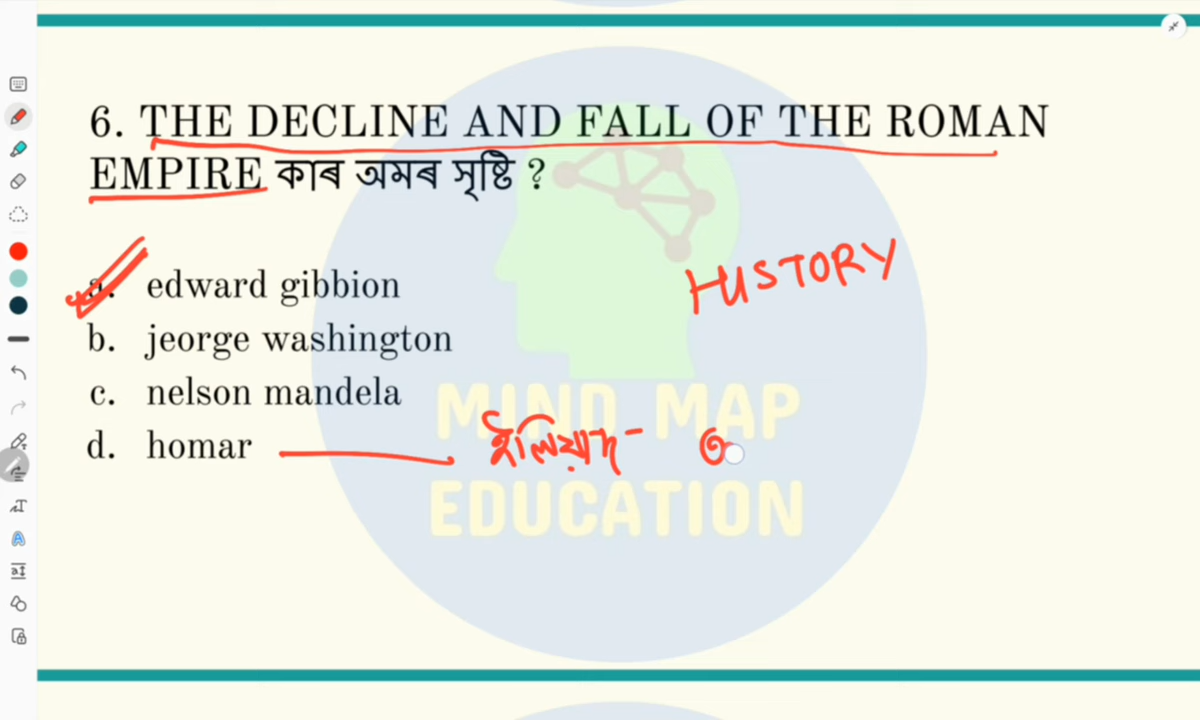 6. THE DECLINE AND FALL OF THE ROMAN
EMPIRE কাৰ অমৰ সৃষ্টি ?
a. edward gibbion
HISTORY
b. jeorge washington
c. nelson mandela
d. homar ইলিয়াদ -
MIND MAP
EDUCATION